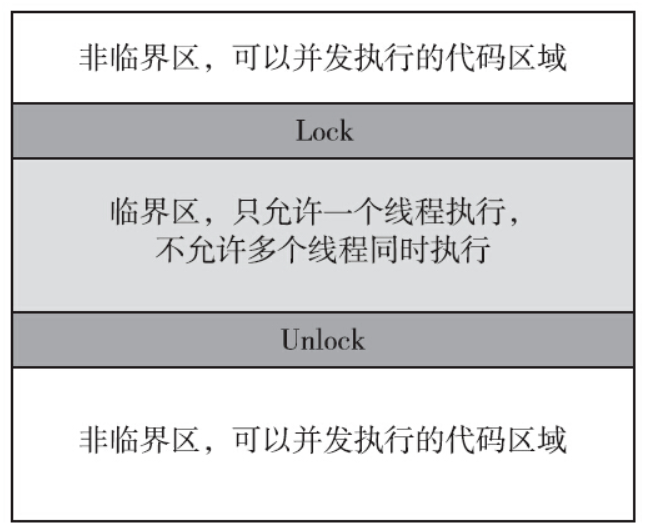 非临界区，可以并发执行的代码区域
Lock
临界区，只允许一个线程执行，
不允许多个线程同时执行
Unlock
非临界区，可以并发执行的代码区域